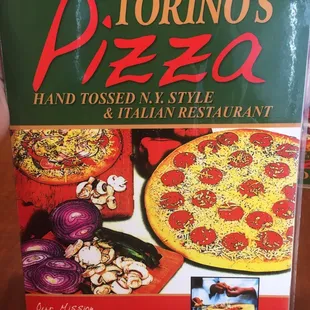 TORINO'S
Pizza
HAND TOSSED N.Y. STYLE
& ITALIAN RESTAURANT
Our Mission